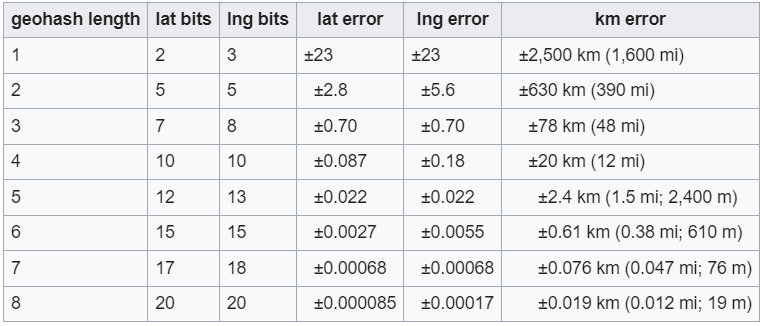 geohash length lat bits lng bits lat error lng error km error
1 2 3 ±23 ±23 ±2,500 km (1,600 mi)
2 5 5 ±2.8 ±5.6 ±630 km (390 mi)
3 7 8 ±0.70 ±0.70 ±78 km (48 mi)
4 10 10 ±0.087 ±0.18 ±20 km (12 mi)
5 12 13 ±0.022 ±0.022 ±2.4 km (1.5 mi; 2,400 m)
6 15 15 ±0.0027 ±0.0055 ±0.61 km (0.38 mi; 610 m)
7 17 18 ±0.00068 ±0.00068 ±0.076 km (0.047 mi; 76 m)
8 20 20 ±0.000085 ±0.00017 ±0.019 km (0.012 mi; 19 m)